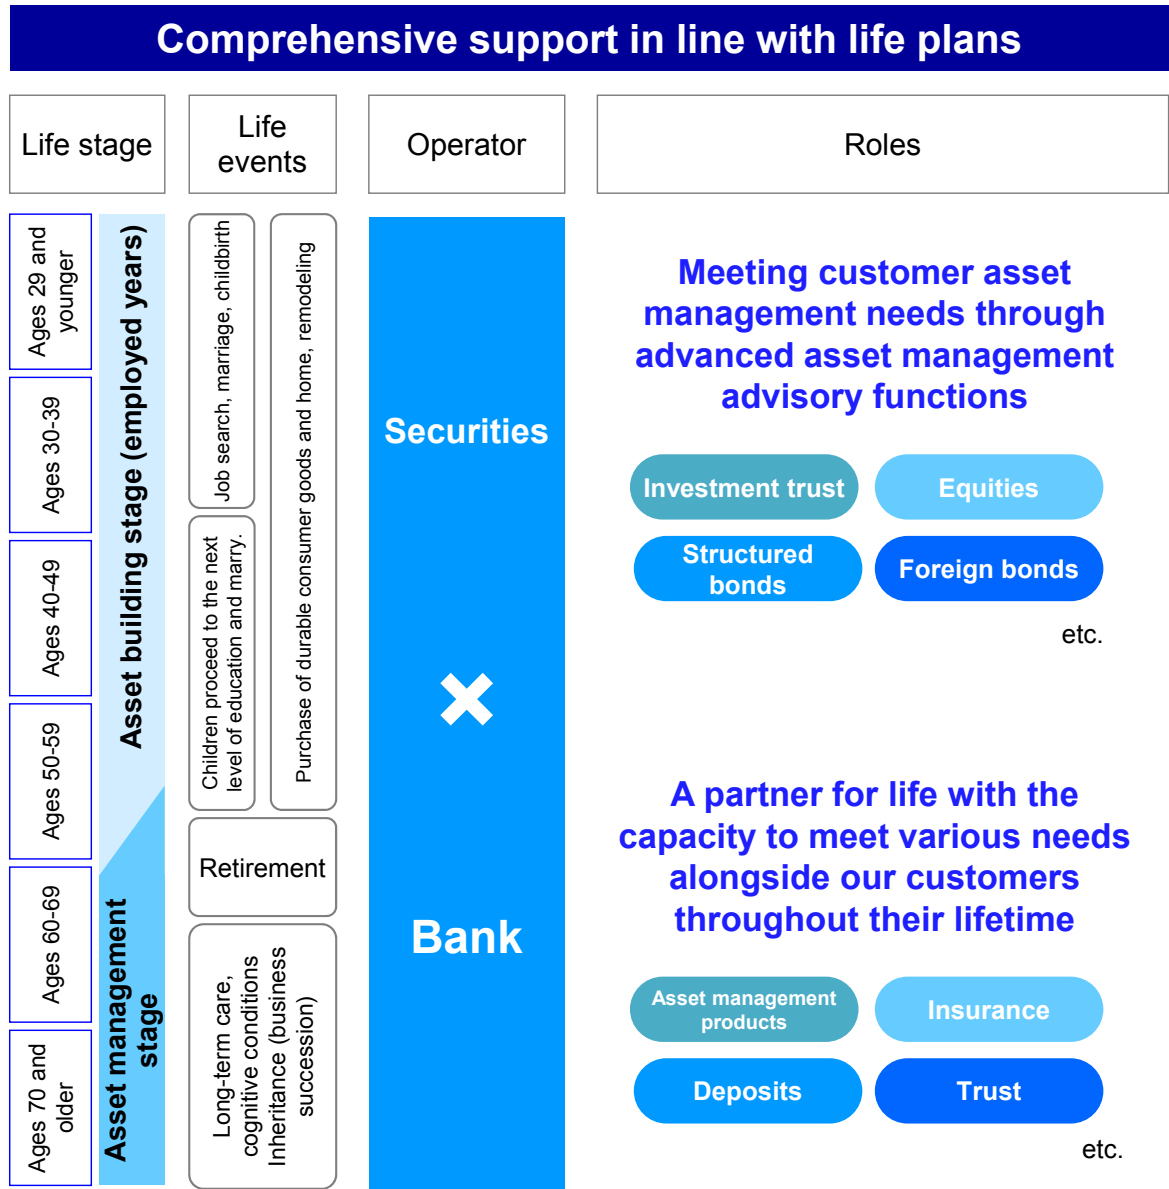 Comprehensive support in line with life plans
Life stage
Life
events
Operator
Roles
Ages 29 and
younger
Ages 30-39
Ages 40-49
Ages 50-59
Ages 60-69
Ages 70 and
older
Asset building stage (employed years)
Asset management
stage
Job search, marriage, childbirth
Children proceed to the next
level of education and marry.
Purchase of durable consumer goods and home, remodeling
Retirement
Long-term care,
cognitive conditions
Inheritance (business
succession)
Securities
Bank
Meeting customer asset
management needs through
advanced asset management
advisory functions
Investment trust
Equities
Structured
bonds
Foreign bonds
etc.
A partner for life with the
capacity to meet various needs
alongside our customers
throughout their lifetime
Asset management
products
Insurance
Deposits
Trust
etc.